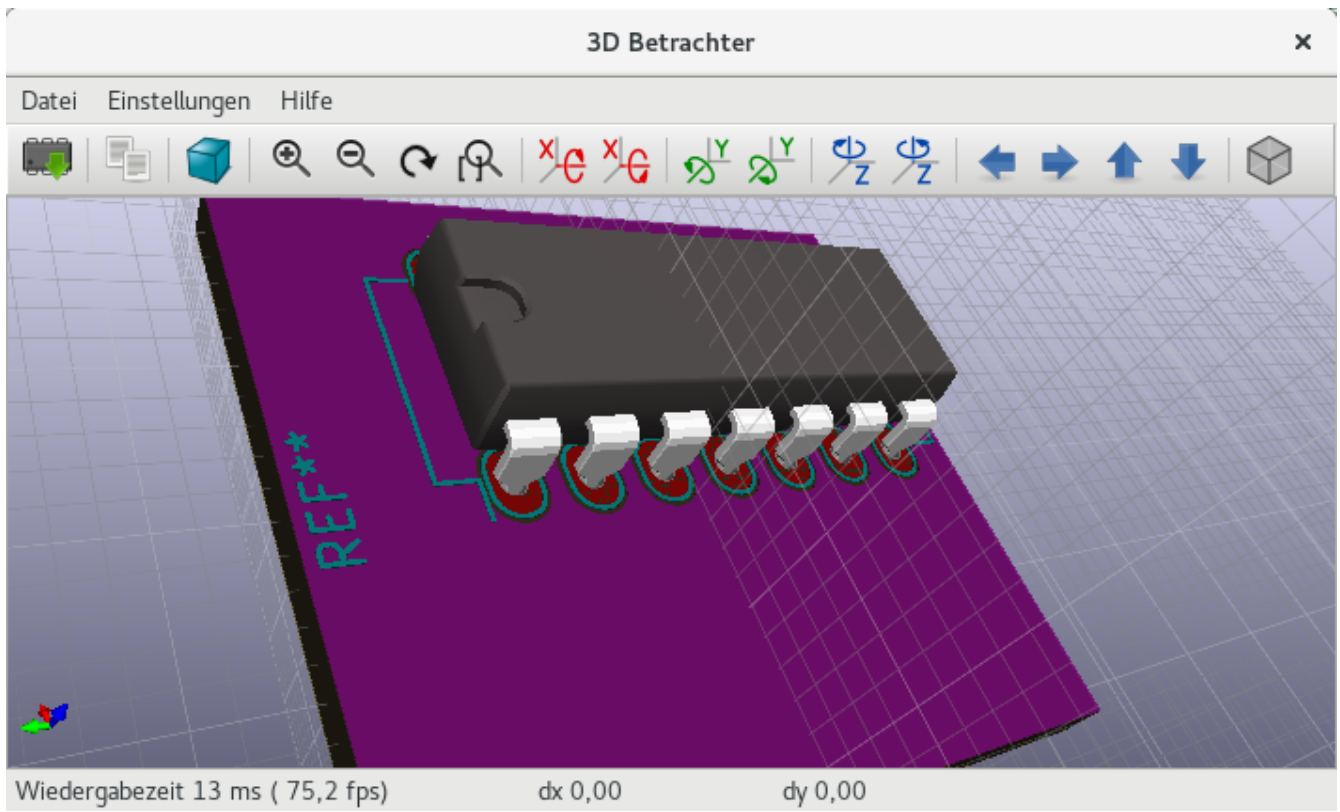 3D Betrachter
Datei Einstellungen Hilfe
X X Y Y Z Z
REF**
Wiedergabezeit 13 ms ( 75,2 fps) dx 0,00 dy 0,00